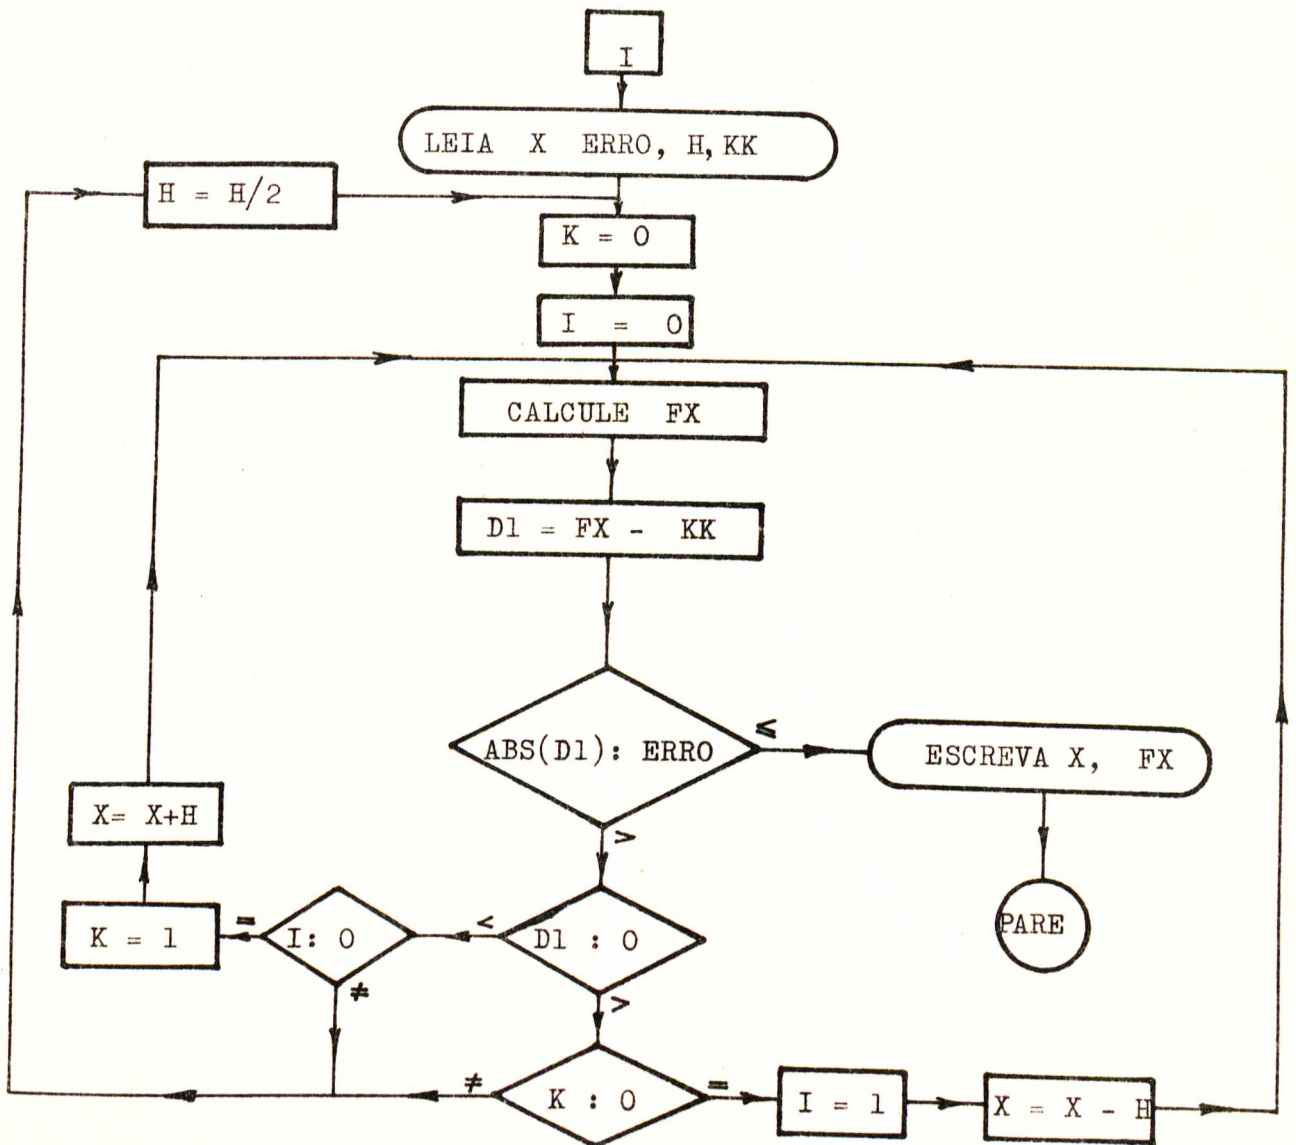 I
LEIA X ERRO, H, KK
H = H/2
K = 0
I = 0
CALCULE FX
D1 = FX - KK
ABS(D1): ERRO
≤
ESCREVA X, FX
>
X= X+H
K = 1
=
I: 0
<
D1 : 0
PARE
≠
>
≠
K : 0
=
I = 1
X = X - H